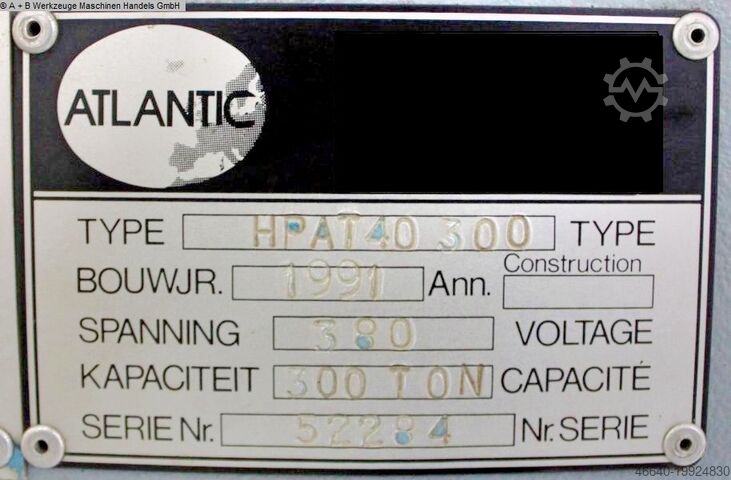 © A + B Werkzeuge Maschinen Handels GmbH
ATLANTIC
TYPE HPAT40 300 TYPE
BOUWJR. 1991 Ann. Construction
SPANNING 380 VOLTAGE
KAPACITEIT 300 TON CAPACITÉ
SERIE Nr. 52284 Nr. SERIE
46640-19924830